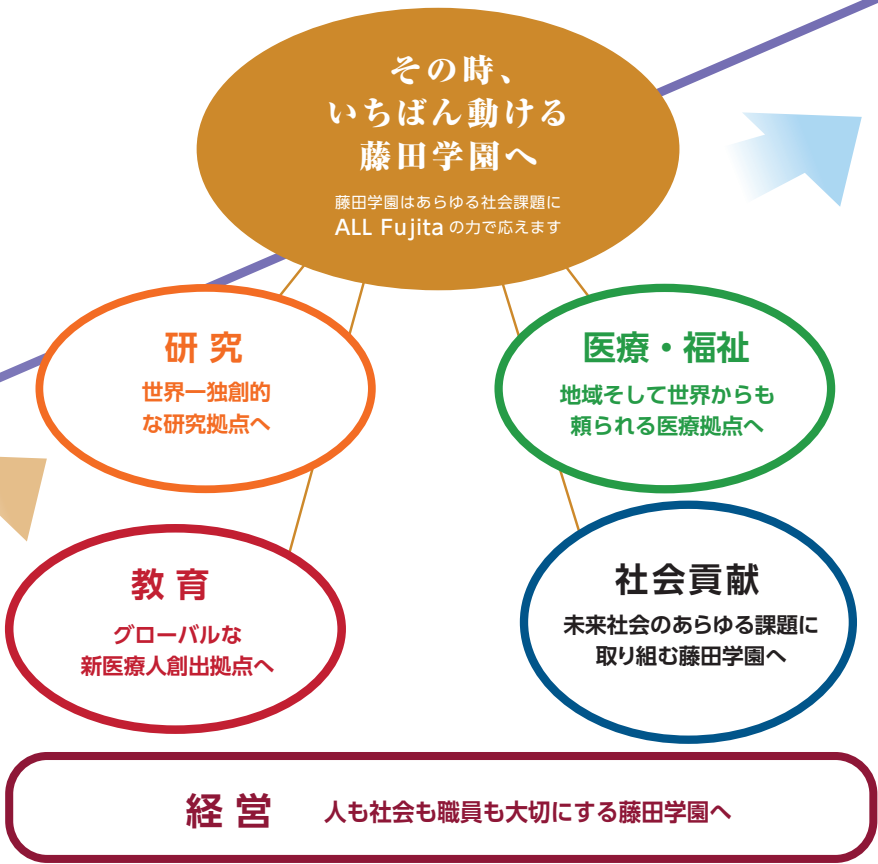 その時、
いちばん動ける
藤田学園へ
藤田学園はあらゆる社会課題に
ALL Fujita の力で応えます
研究
世界一独創的
な研究拠点へ
医療・福祉
地域そして世界からも
頼られる医療拠点へ
教育
グローバルな
新医療人創出拠点へ
社会貢献
未来社会のあらゆる課題に
取り組む藤田学園へ
経営 人も社会も職員も大切にする藤田学園へ